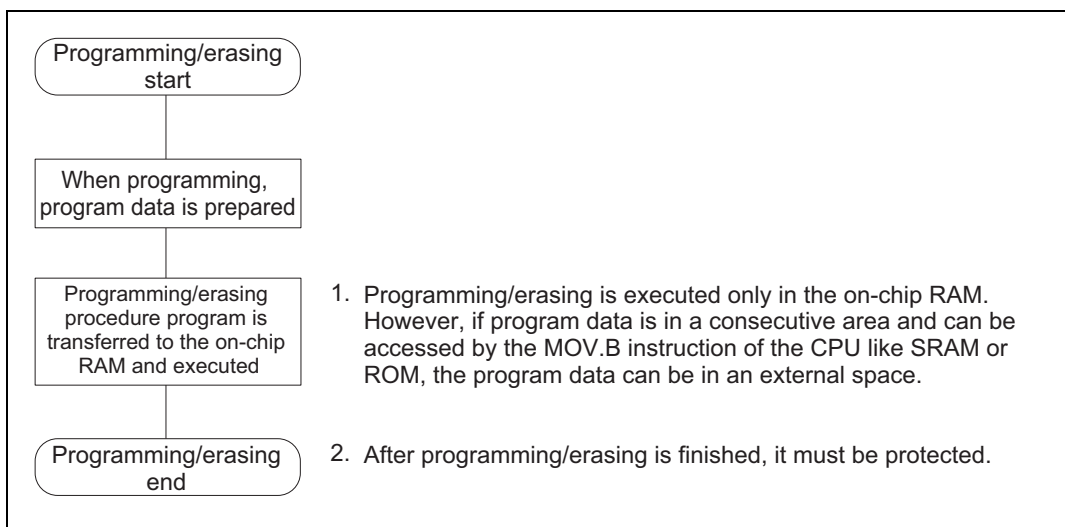 Programming/erasing
start
When programming,
program data is prepared
Programming/erasing
procedure program is
transferred to the on-chip
RAM and executed
1. Programming/erasing is executed only in the on-chip RAM.
However, if program data is in a consecutive area and can be
accessed by the MOV.B instruction of the CPU like SRAM or
ROM, the program data can be in an external space.
Programming/erasing
end
2. After programming/erasing is finished, it must be protected.